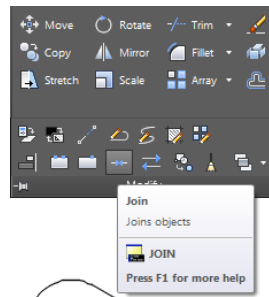 Move Rotate Trim
Copy Mirror Fillet
Stretch Scale Array
Join
Joins objects
JOIN
Press F1 for more help